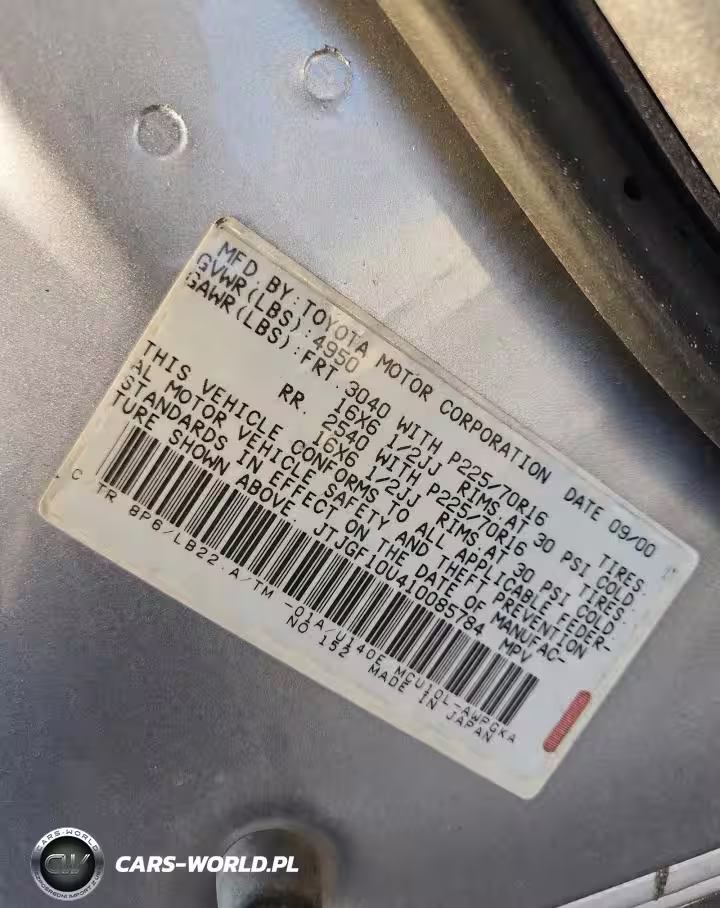 MFD BY: TOYOTA MOTOR CORPORATION DATE 09/00
GVWR(LBS):4950
GAWR(LBS):FRT. 3040 WITH P225/70R16 TIRES
16X6 1/2JJ RIMS AT 30 PSI COLD
RR. 2540 WITH P225/70R16 TIRES
16X6 1/2JJ RIMS AT 30 PSI COLD.
THIS VEHICLE CONFORMS TO ALL APPLICABLE FEDER-
AL MOTOR VEHICLE SAFETY AND THEFT PREVENTION
STANDARDS IN EFFECT ON THE DATE OF MANUFAC-
TURE SHOWN ABOVE. JTJGF10U410085784 MPV
C TR 8P6/LB22 A/TM -01A/U140E MCU10L-AWPGKA
NO 152 MADE IN JAPAN
CARS-WORLD
CW
CARS-WORLD.PL